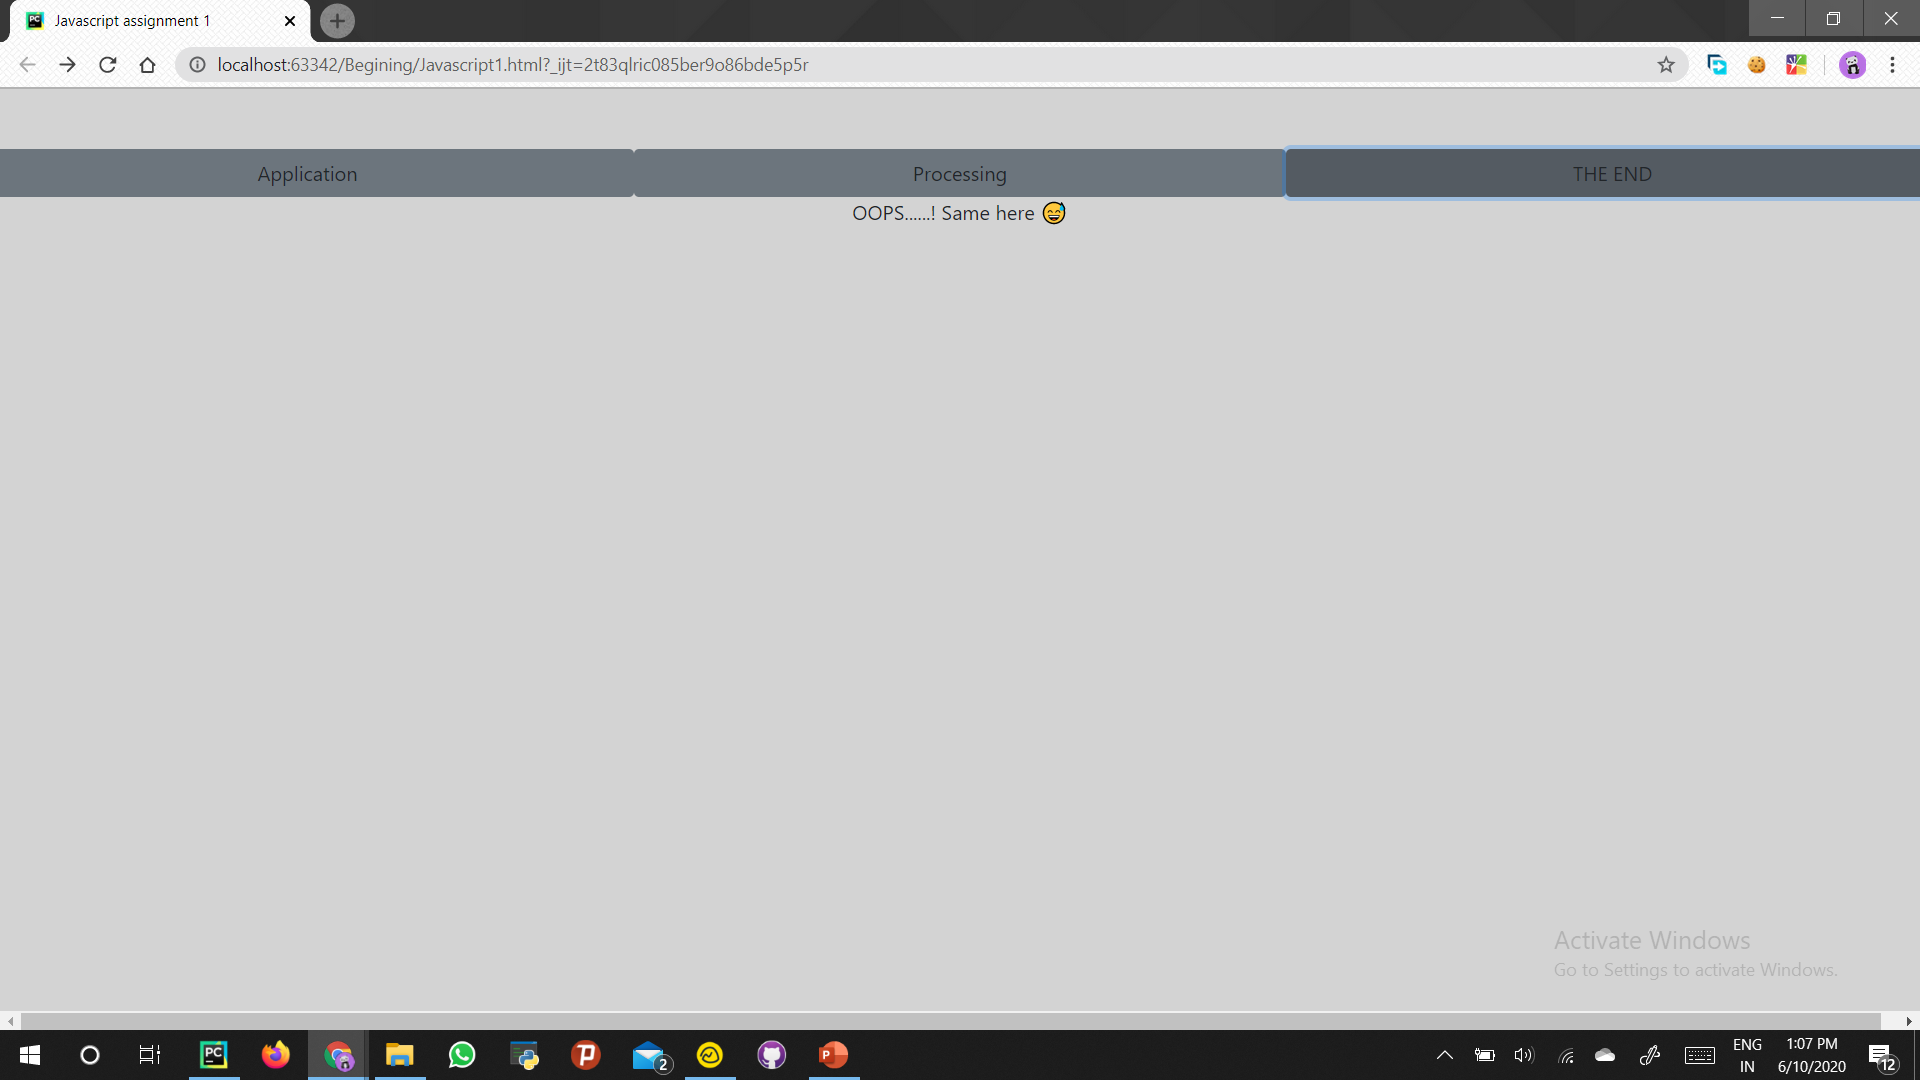 Javascript assignment 1
localhost:63342/Begining/Javascript1.html?_ijt=2t83qlric085ber9o86bde5p5r
Application Processing THE END
OOPS......! Same here 😅
Activate Windows
Go to Settings to activate Windows.
PC
P
2
P
ENG
IN
1:07 PM
6/10/2020
12